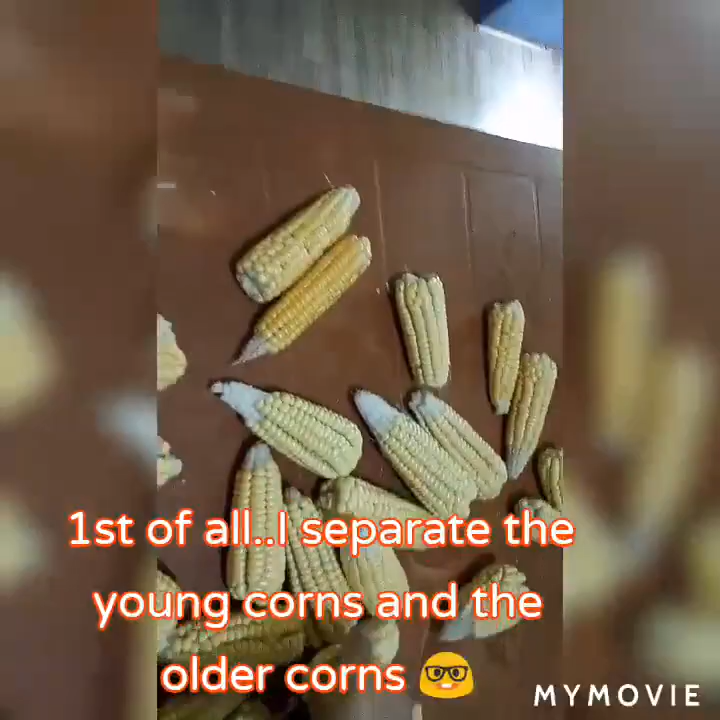 1st of all..I separate the
young corns and the
older corns 🤓
MYMOVIE